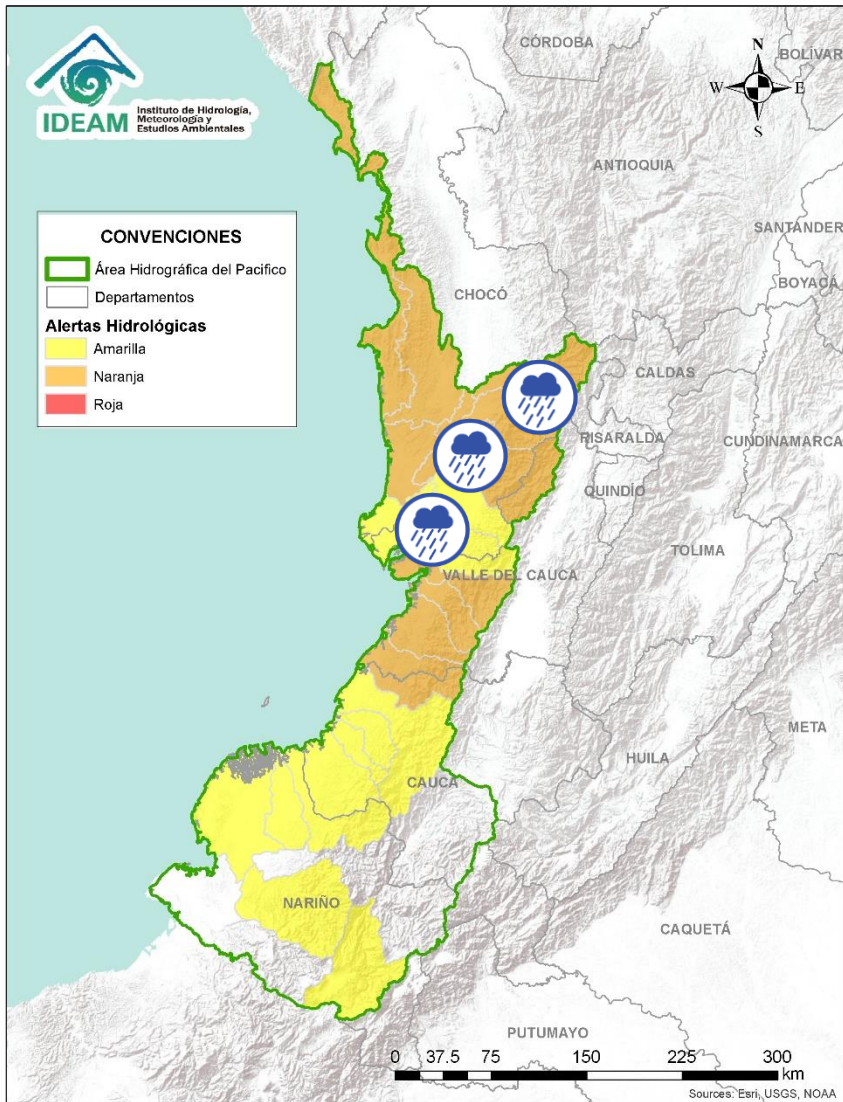 IDEAM
Instituto de Hidrología,
Meteorología y
Estudios Ambientales
N
W
E
S
CÓRDOBA
BOLÍVAR
ANTIOQUIA
SANTANDER
BOYACÁ
CHOCÓ
CALDAS
RISARALDA
CUNDINAMARCA
QUINDÍO
TOLIMA
VALLE DEL CAUCA
META
HUILA
CAUCA
NARIÑO
CAQUETÁ
PUTUMAYO
CONVENCIONES
Área Hidrográfica del Pacifico
Departamentos
Alertas Hidrológicas
Amarilla
Naranja
Roja
0 37.5 75 150 225 300
km
Sources: Esri, USGS, NOAA